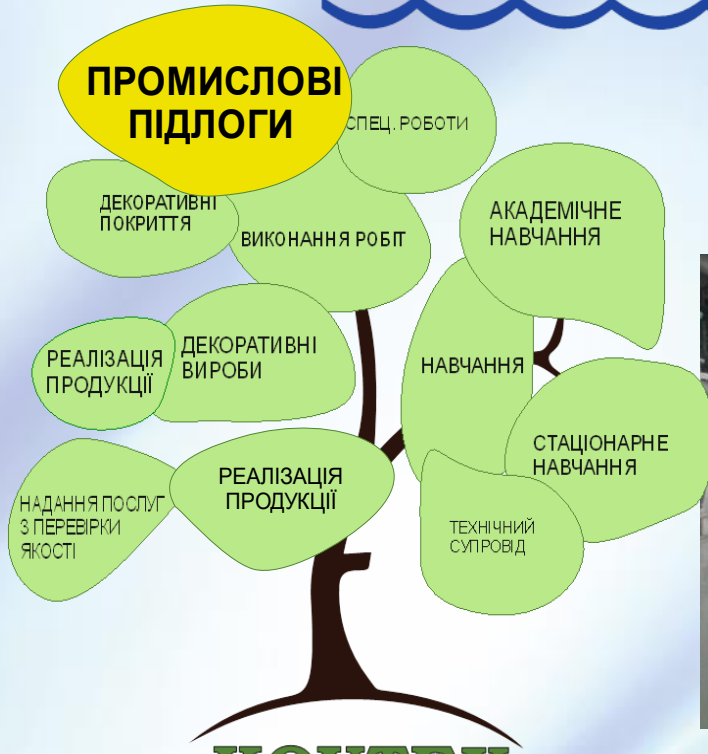 ПРОМИСЛОВІ
ПІДЛОГИ
СПЕЦ. РОБОТИ
ДЕКОРАТИВНІ
ПОКРИТТЯ
ВИКОНАННЯ РОБІТ
АКАДЕМІЧНЕ
НАВЧАННЯ
РЕАЛІЗАЦІЯ
ПРОДУКЦІЇ
ДЕКОРАТИВНІ
ВИРОБИ
НАВЧАННЯ
СТАЦІОНАРНЕ
НАВЧАННЯ
РЕАЛІЗАЦІЯ
ПРОДУКЦІЇ
НАДАННЯ ПОСЛУГ
З ПЕРЕВІРКИ
ЯКОСТІ
ТЕХНІЧНИЙ
СУПРОВІД